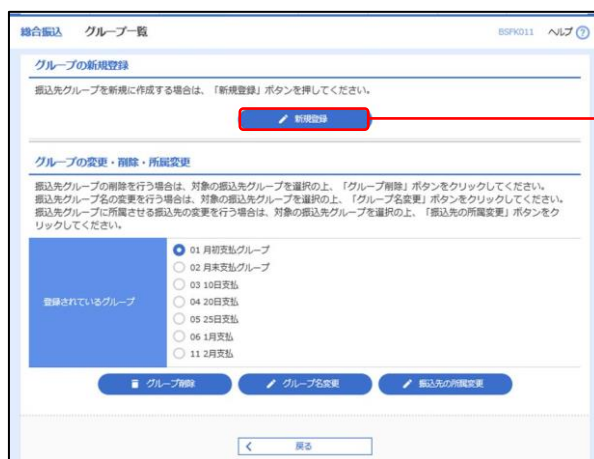 総合振込 グループ一覧 BSFK011 ヘルプ ?
グループの新規登録
振込先グループを新規に作成する場合は、「新規登録」ボタンを押してください。
新規登録
グループの変更・削除・所属変更
振込先グループの削除を行う場合は、対象の振込先グループを選択の上、「グループ削除」ボタンをクリックしてください。
振込先グループ名の変更を行う場合は、対象の振込先グループを選択の上、「グループ名変更」ボタンをクリックしてください。
振込先グループに所属させる振込先の変更を行う場合は、対象の振込先グループを選択の上、「振込先の所属変更」ボタンをク
リックしてください。
登録されているグループ
01 月初支払グループ
02 月末支払グループ
03 10日支払
04 20日支払
05 25日支払
06 1月支払
11 2月支払
グループ削除 グループ名変更 振込先の所属変更
戻る